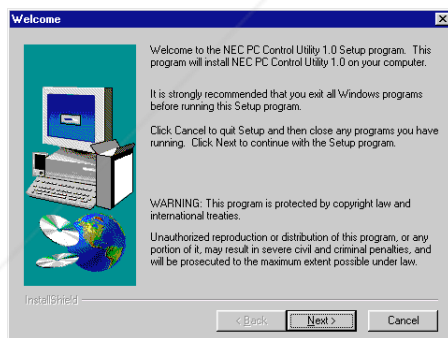 Welcome
Welcome to the NEC PC Control Utility 1.0 Setup program. This
program will install NEC PC Control Utility 1.0 on your computer.
It is strongly recommended that you exit all Windows programs
before running this Setup program.
Click Cancel to quit Setup and then close any programs you have
running. Click Next to continue with the Setup program.
WARNING: This program is protected by copyright law and
international treaties.
Unauthorized reproduction or distribution of this program, or any
portion of it, may result in severe civil and criminal penalties, and
will be prosecuted to the maximum extent possible under law.
InstallShield
< Back
Next >
Cancel